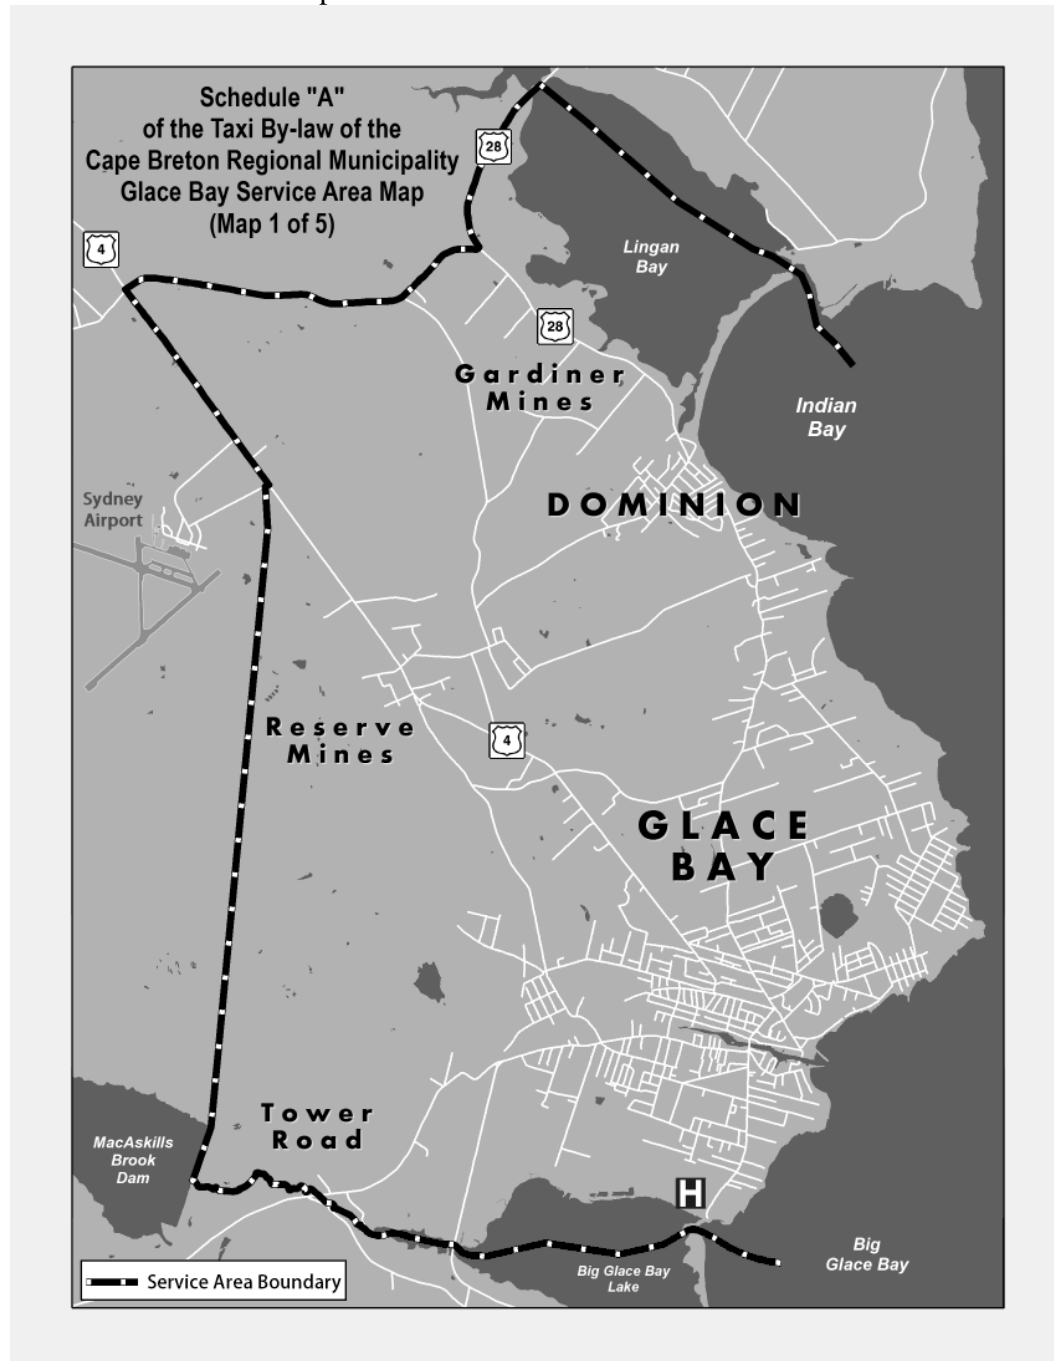 Schedule "A"
of the Taxi By-law of the
Cape Breton Regional Municipality
Glace Bay Service Area Map
(Map 1 of 5)
28
4
Lingan
Bay
28
Gardiner
Mines
Indian
Bay
Sydney
Airport
DOMINION
Reserve
Mines
4
GLACE
BAY
Tower
Road
MacAskills
Brook
Dam
H
Big
Glace Bay
Big Glace Bay
Lake
Service Area Boundary